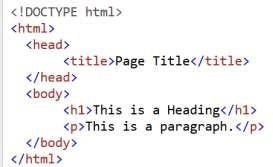 <!DOCTYPE html>
<html>
<head>
<title>Page Title</title>
</head>
<body>
<h1>This is a Heading</h1>
<p>This is a paragraph.</p>
</body>
</html>